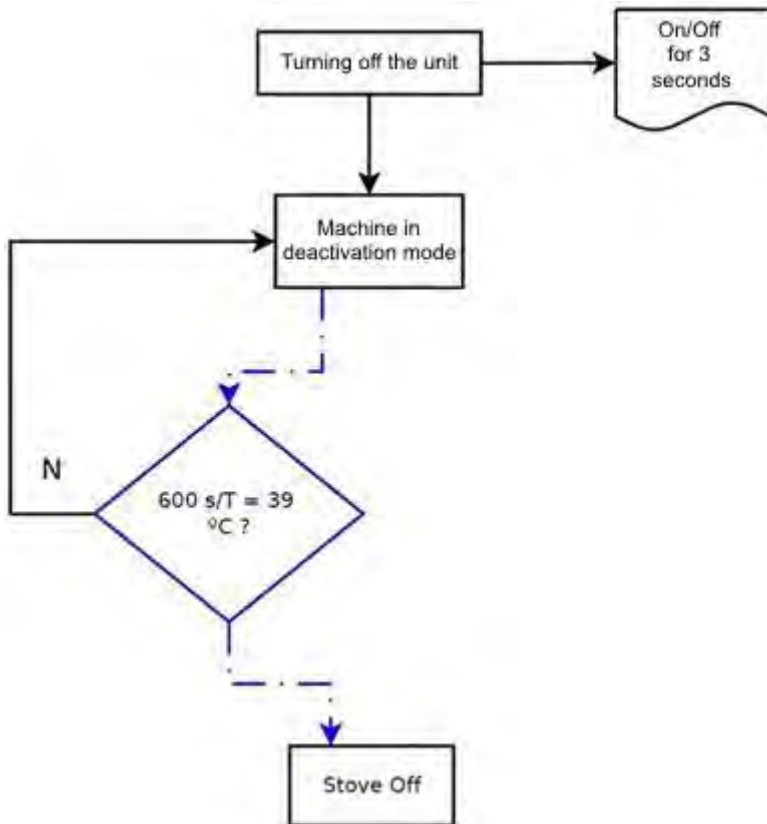 Turning off the unit
On/Off
for 3
seconds
Machine in
deactivation mode
N
600 s/T = 39
ºC ?
Stove Off